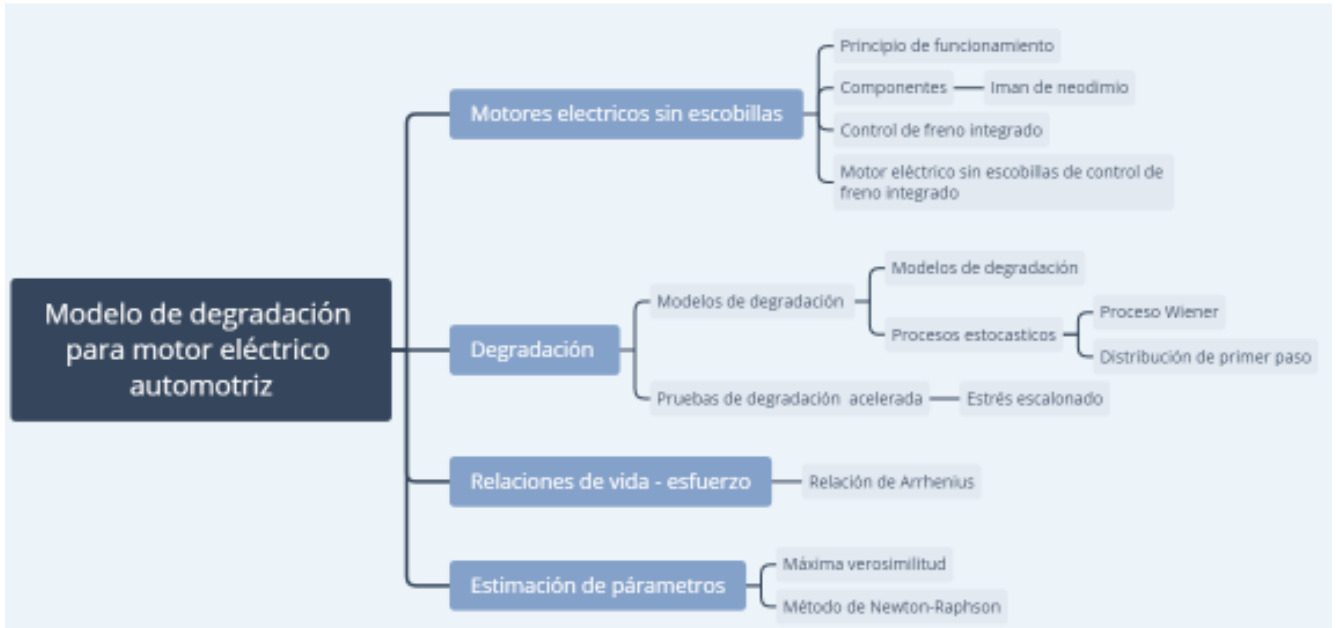 Modelo de degradación
para motor eléctrico
automotriz
Motores electricos sin escobillas
Principio de funcionamiento
Componentes
Iman de neodimio
Control de freno integrado
Motor eléctrico sin escobillas de control de
freno integrado
Degradación
Modelos de degradación
Modelos de degradación
Procesos estocasticos
Proceso Wiener
Distribución de primer paso
Pruebas de degradación acelerada
Estrés escalonado
Relaciones de vida - esfuerzo
Relación de Arrhenius
Estimación de párametros
Máxima verosimilitud
Método de Newton-Raphson